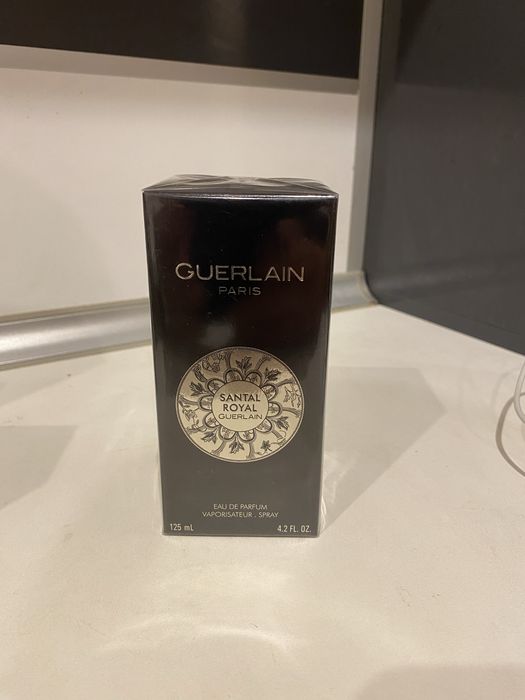 GUERLAIN
PARIS
SANTAL
ROYAL
GUERLAIN
EAU DE PARFUM
VAPORISATEUR . SPRAY
125 mL 4.2 FL. OZ.